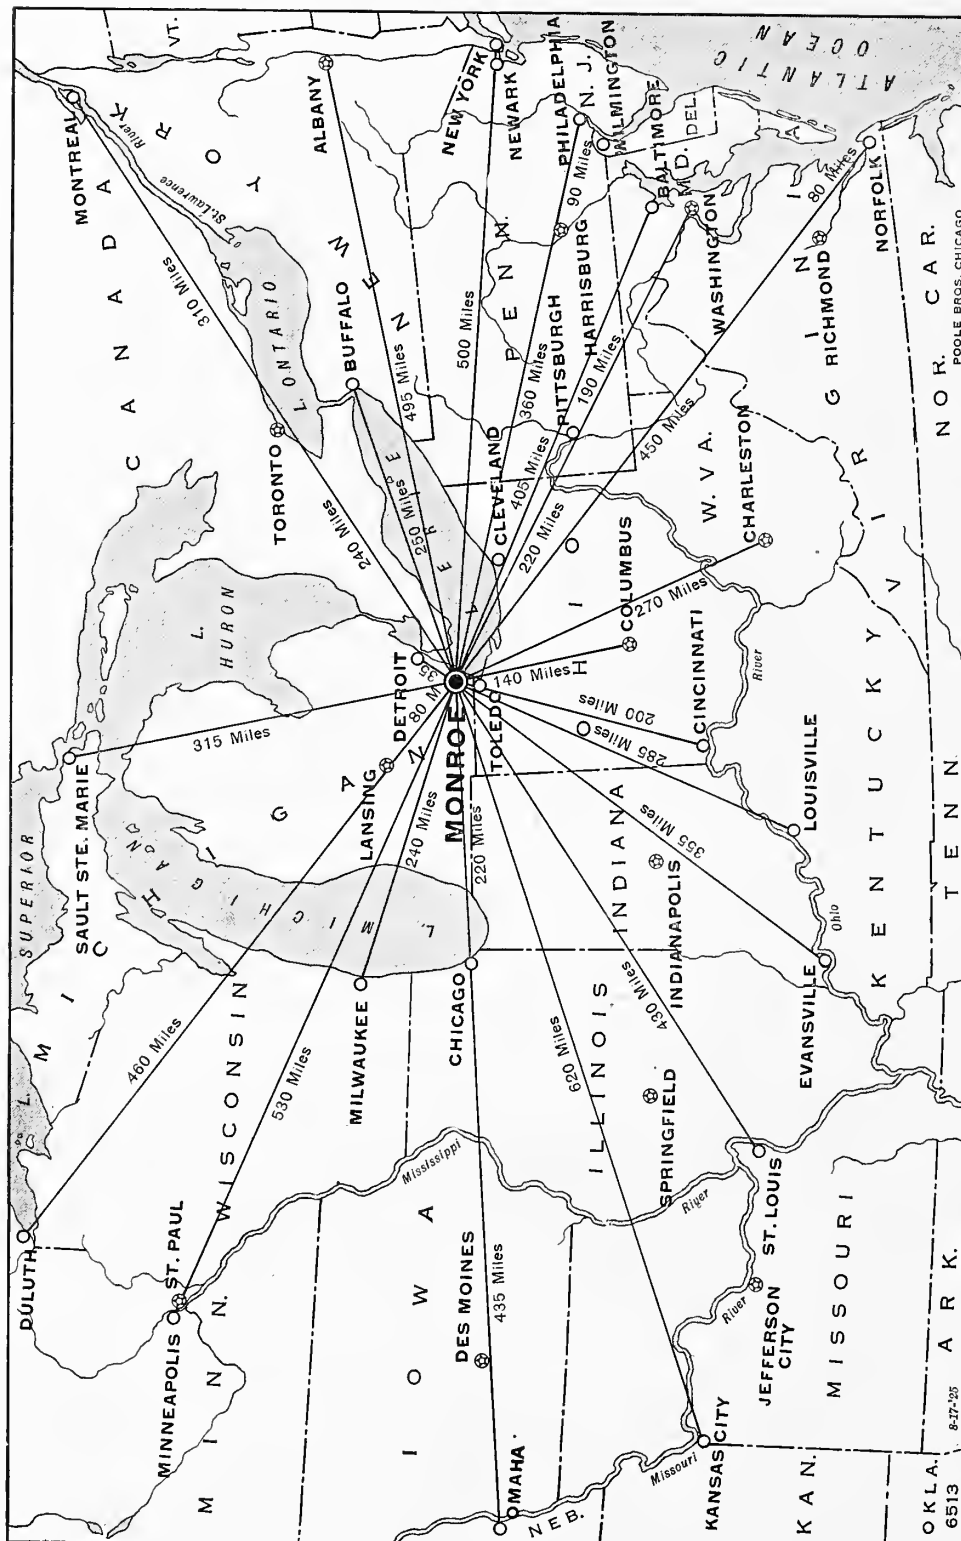 L. SUPERIOR
DULUTH
MINNEAPOLIS
ST. PAUL
MINN.
WISCONSIN
MICHIGAN
SAULT STE. MARIE
L. MICHIGAN
L. HURON
CANADA
MONTREAL
St. Lawrence
River
VT.
TORONTO
L. ONTARIO
BUFFALO
ALBANY
NEW YORK
NEW YORK
NEWARK
PHILADELPHIA
N. J.
WILMINGTON
BALTIMORE
M D.
DEL.
WASHINGTON
ATLANTIC
OCEAN
LANSING
DETROIT
MONROE
TOLEDO
L. ERIE
CLEVELAND
PENN.
PITTSBURGH
HARRISBURG
MILWAUKEE
CHICAGO
IOWA
DES MOINES
OMAHA
NEB.
Mississippi
River
ILLINOIS
SPRINGFIELD
INDIANA
INDIANAPOLIS
OHIO
COLUMBUS
CINCINNATI
W. VA.
CHARLESTON
VIRGINIA
RICHMOND
NORFOLK
LOUISVILLE
EVANSVILLE
Ohio
River
KENTUCKY
TENN.
NOR. CAR.
ST. LOUIS
JEFFERSON
CITY
MISSOURI
Missouri
River
KANSAS CITY
KAN.
OKLA.
ARK.
460 Miles
530 Miles
315 Miles
240 Miles
310 Miles
250 Miles
495 Miles
500 Miles
360 Miles
90 Miles
405 Miles
220 Miles
190 Miles
450 Miles
80 Miles
35
80 M
240 Miles
220 Miles
435 Miles
620 Miles
430 Miles
355 Miles
285 Miles
200 Miles
140 Miles
270 Miles
6513
8-17-'25
POOLE BROS. CHICAGO